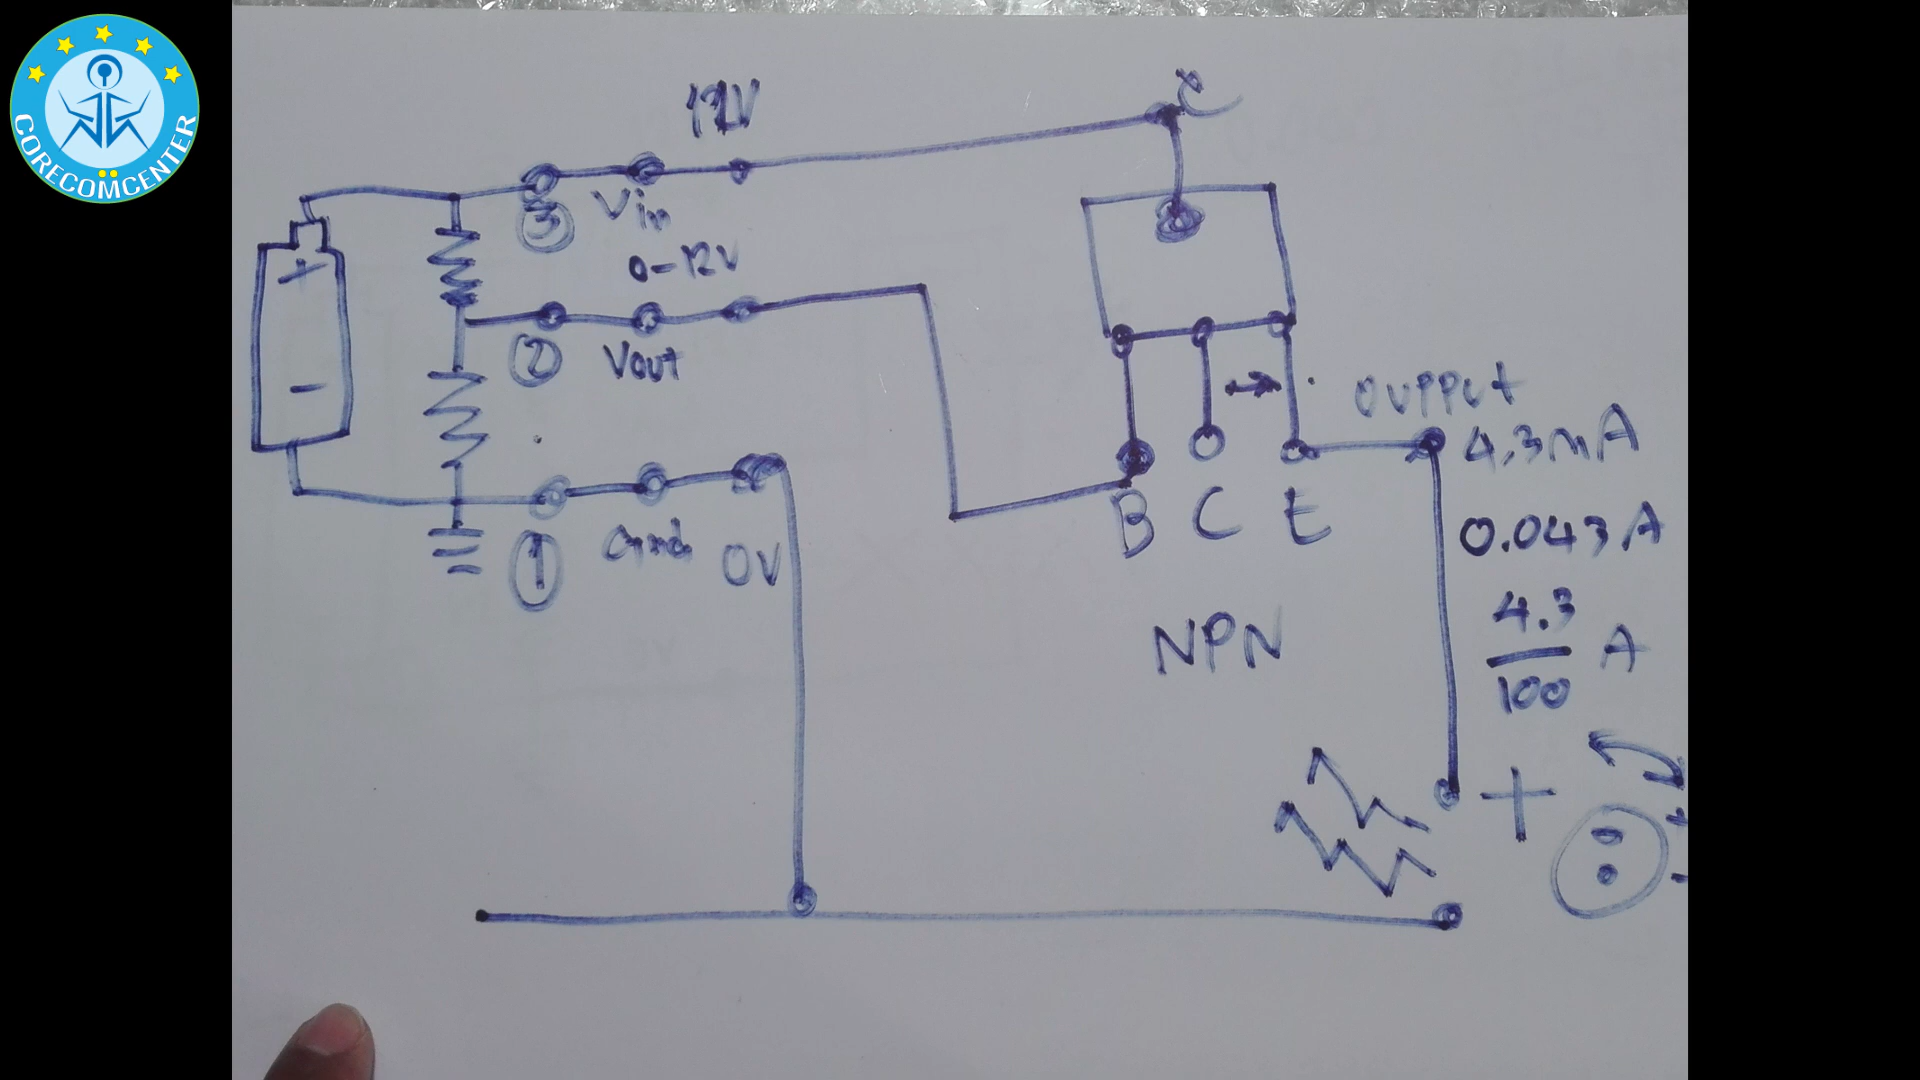 CORECOMCENTER
12V
C
3
Vin
0-12V
+
2
Vout
-
OUPPUt
4.3mA
B C E
0.043A
1
Gnd
0V
NPN
4.3
100
A
+
+
-